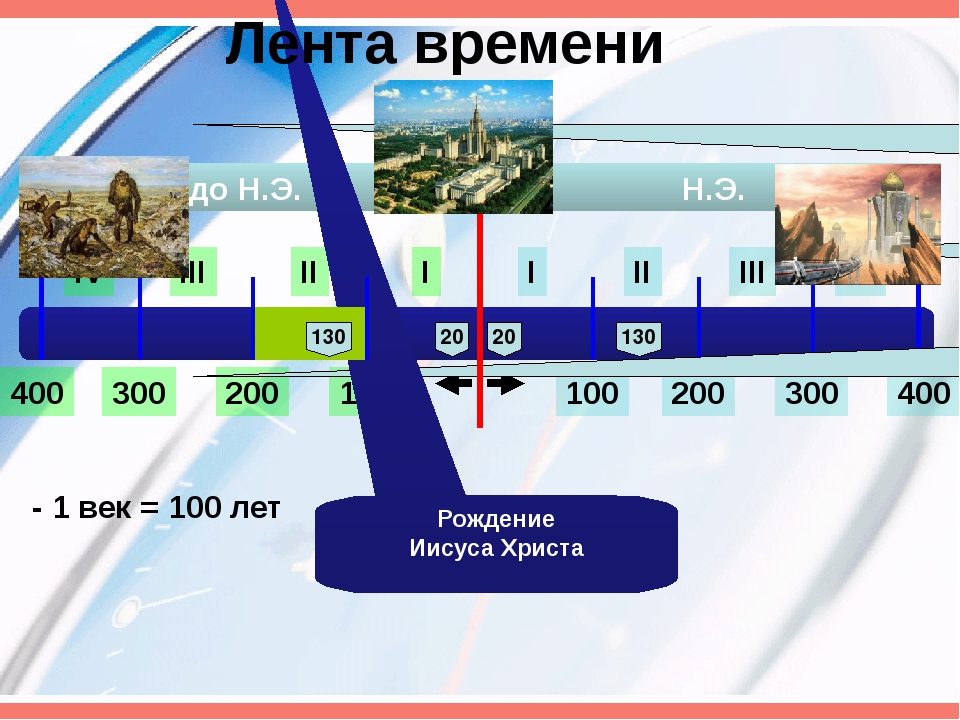 Лента времени
до Н.Э.
Н.Э.
III II I I II III
130 20 20 130
400 300 200 100 200 300 400
- 1 век = 100 лет
Рождение
Иисуса Христа